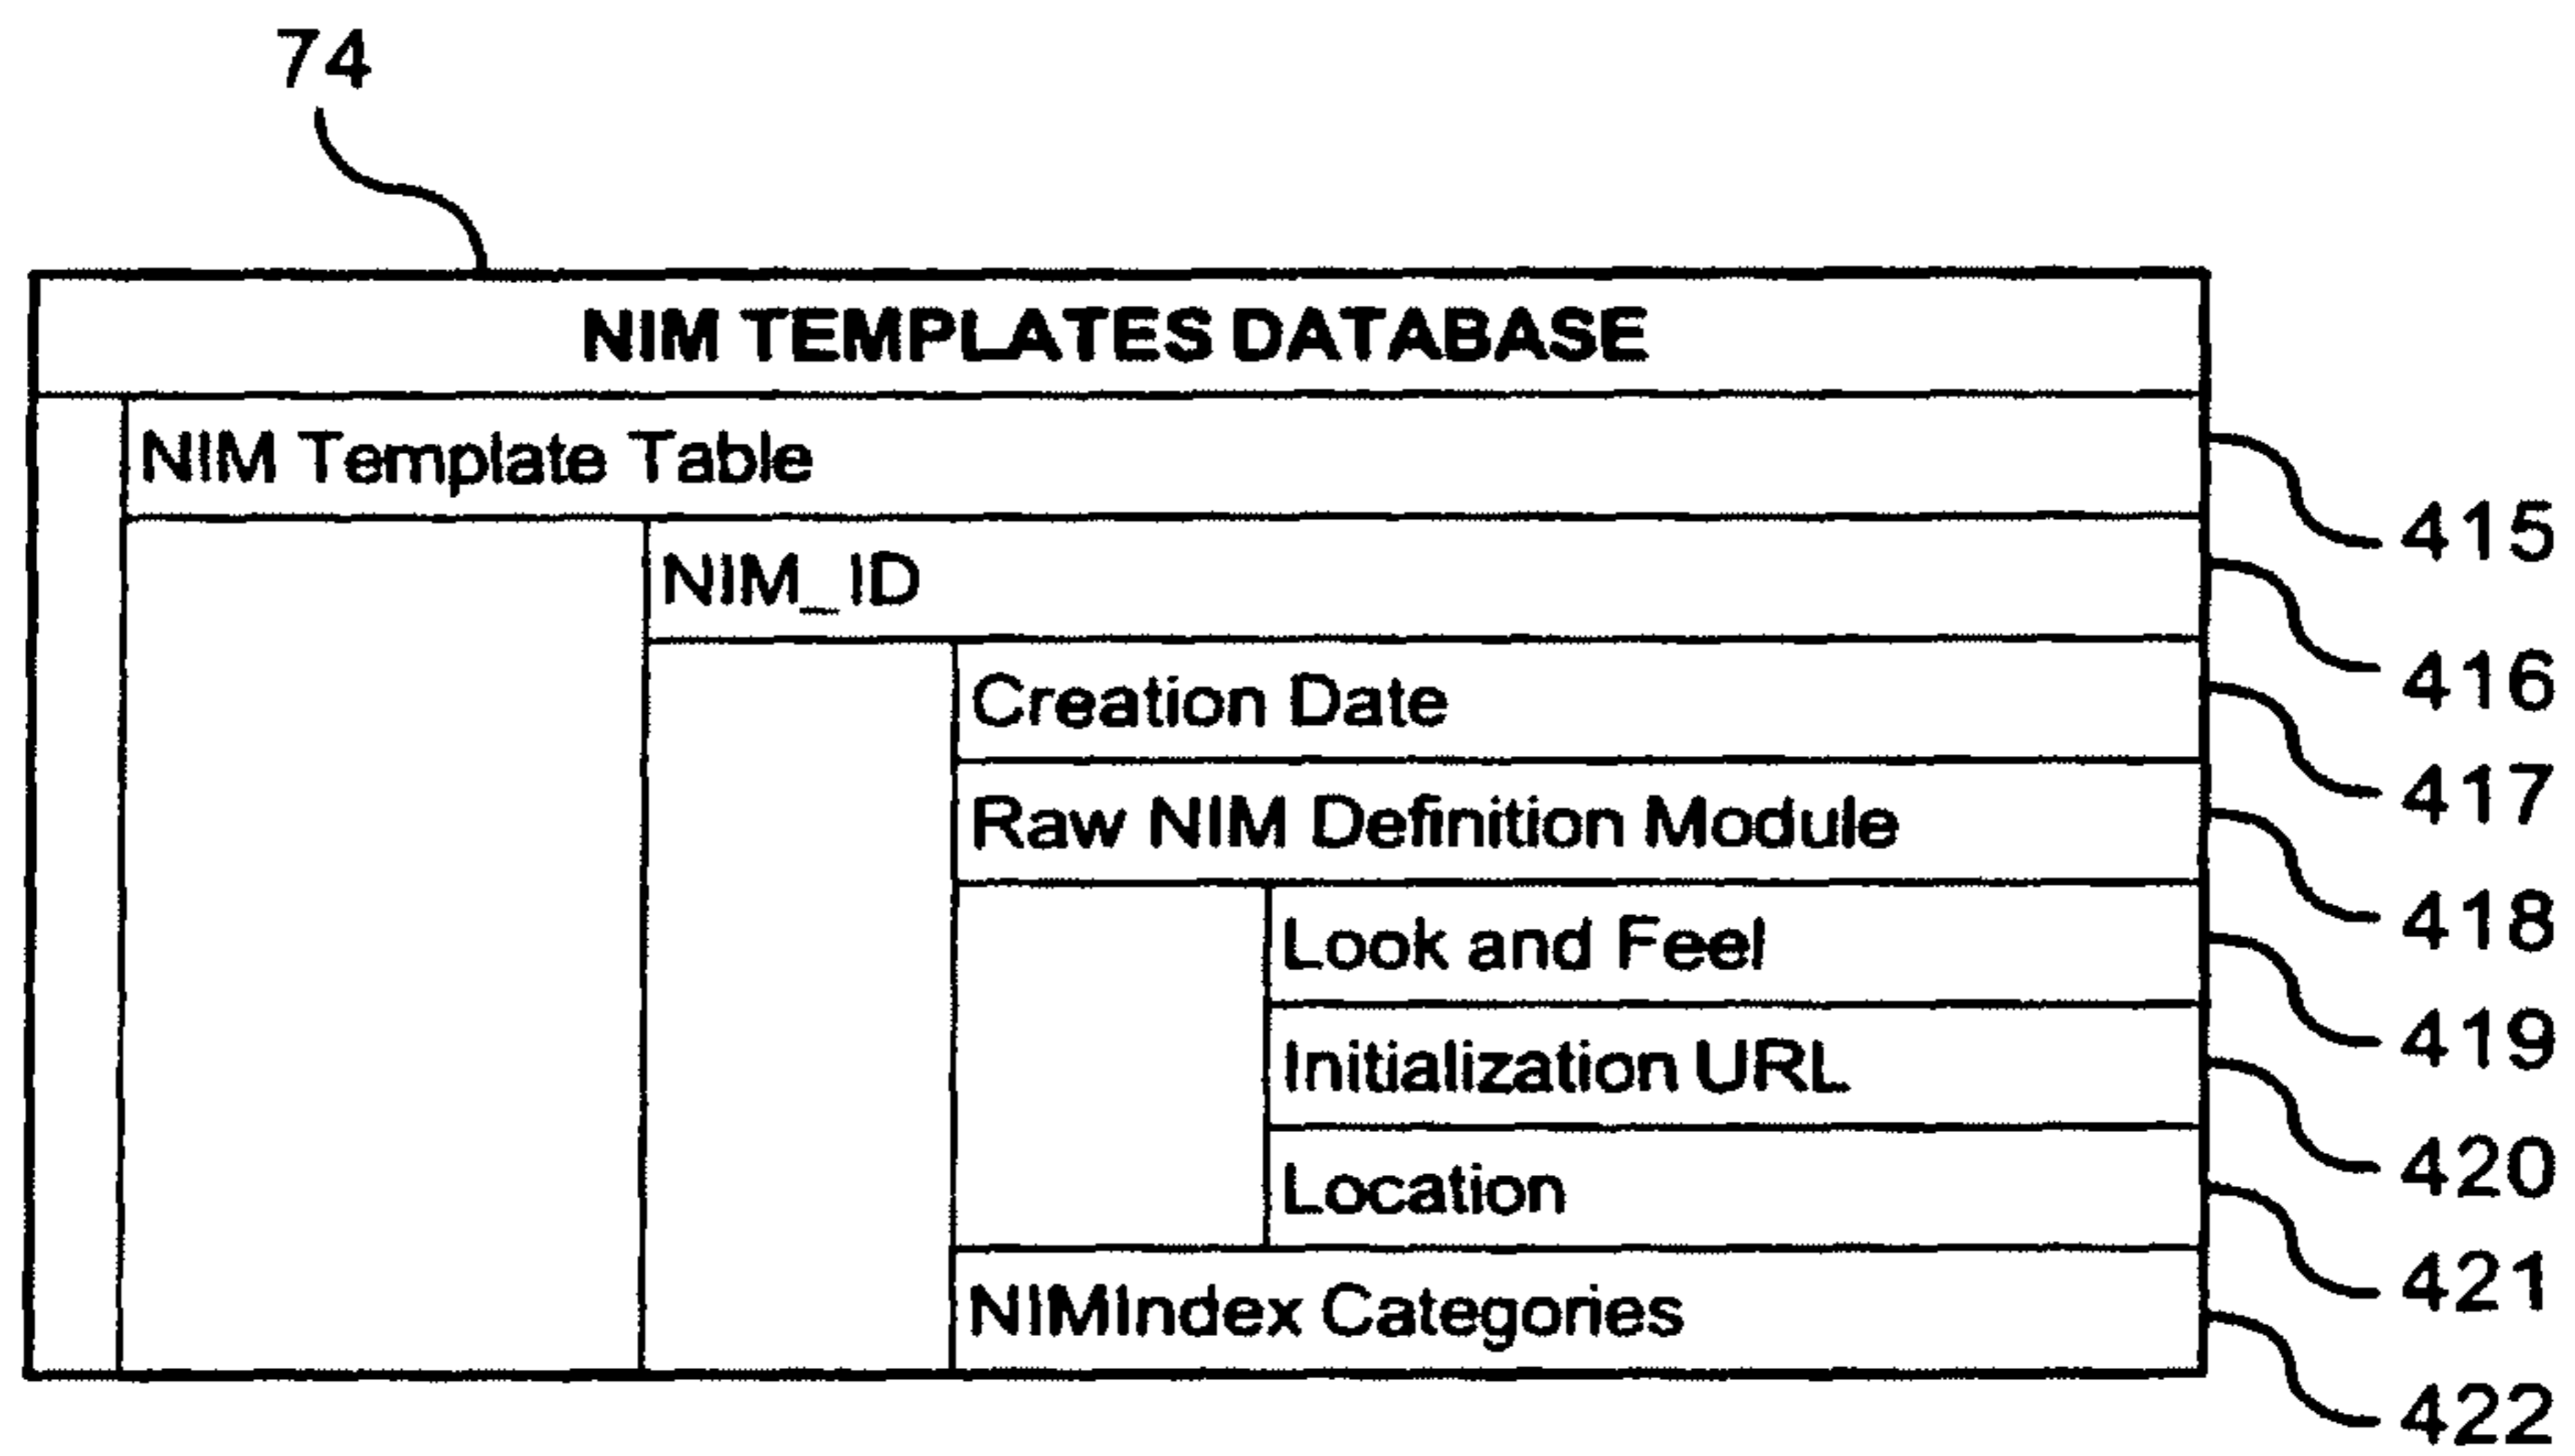 74
NIM TEMPLATES DATABASE
NIM Template Table
415
NIM_ID
416
Creation Date
417
Raw NIM Definition Module
418
Look and Feel
419
Initialization URL
420
Location
421
NIMIndex Categories
422